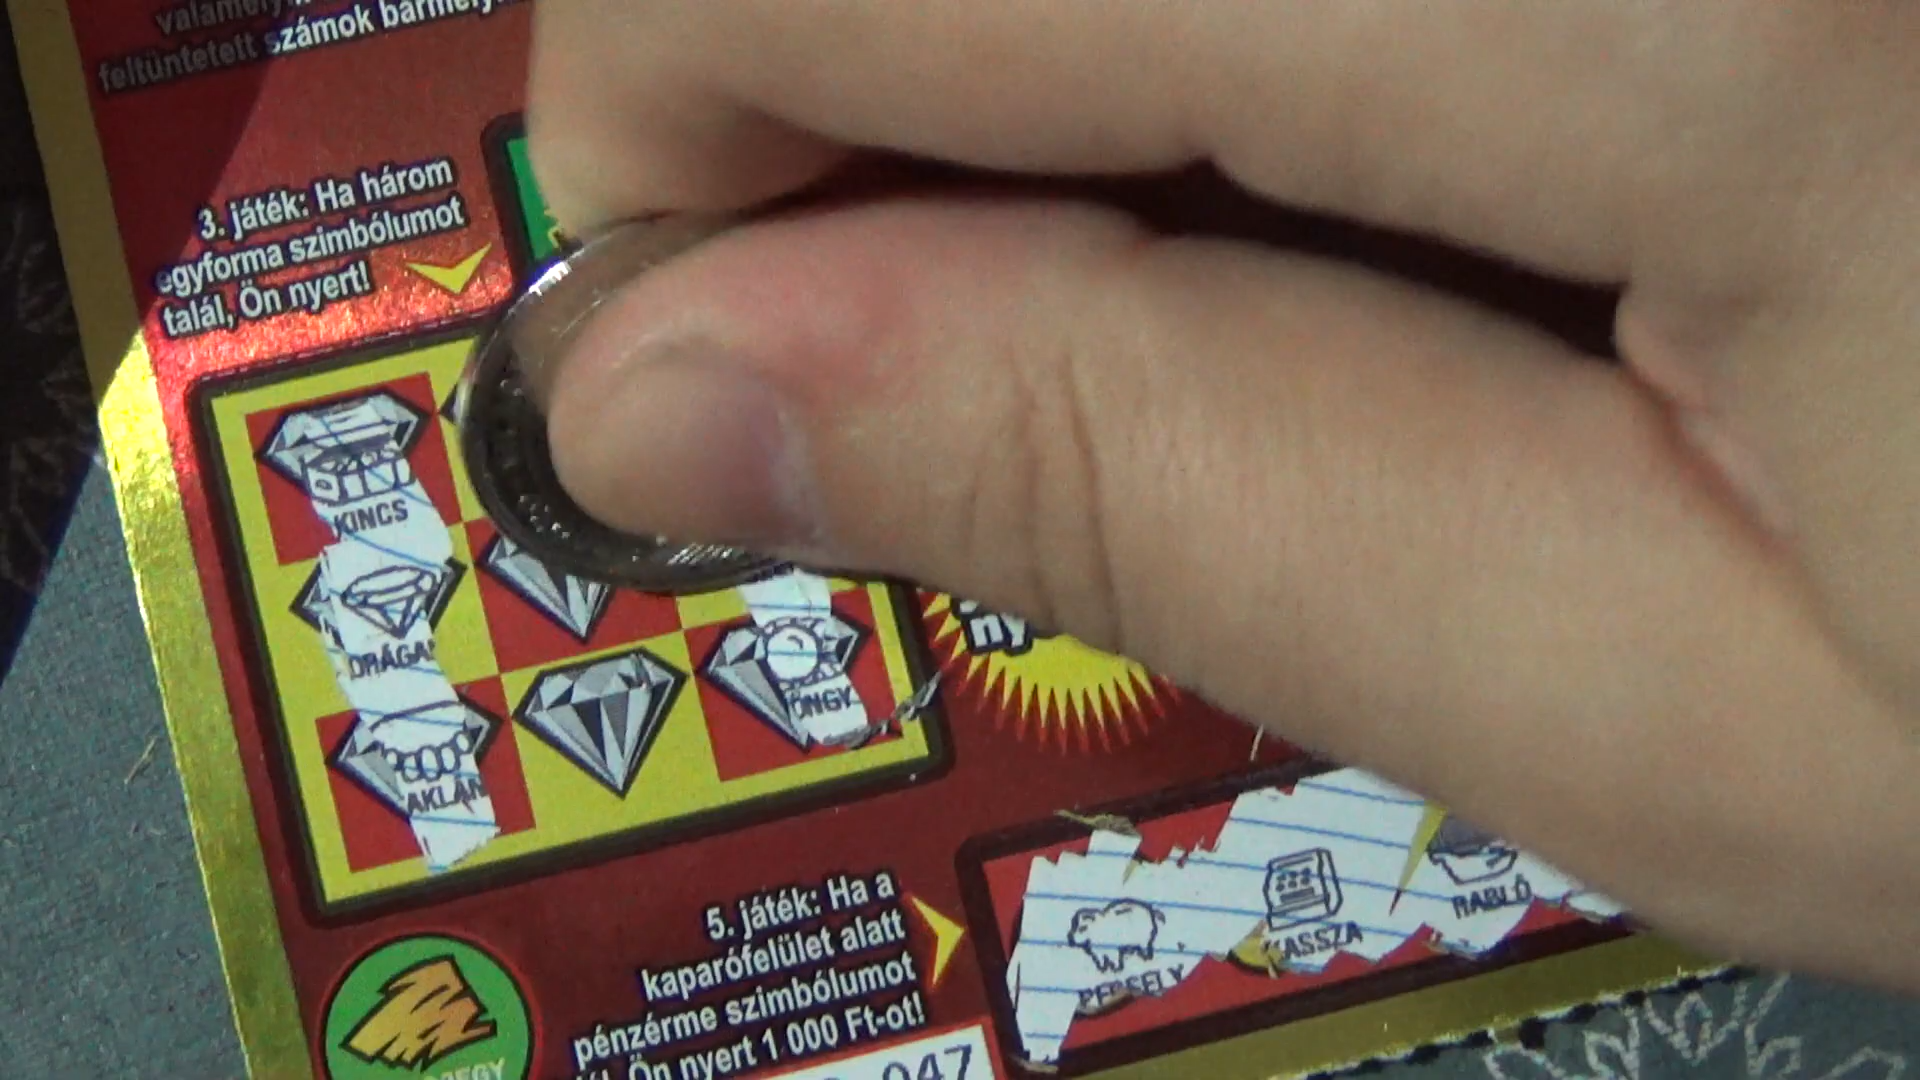 feltüntetett számok
3. játék: Ha három
egyforma szimbólumot
talál, Ön nyert!
KINCS
5. játék: Ha a
kaparófelület alatt
pénzérme szimbólumot
Ön nyert 1 000 Ft-ot!
PERSELY
KASSZA
RABLÓ
047